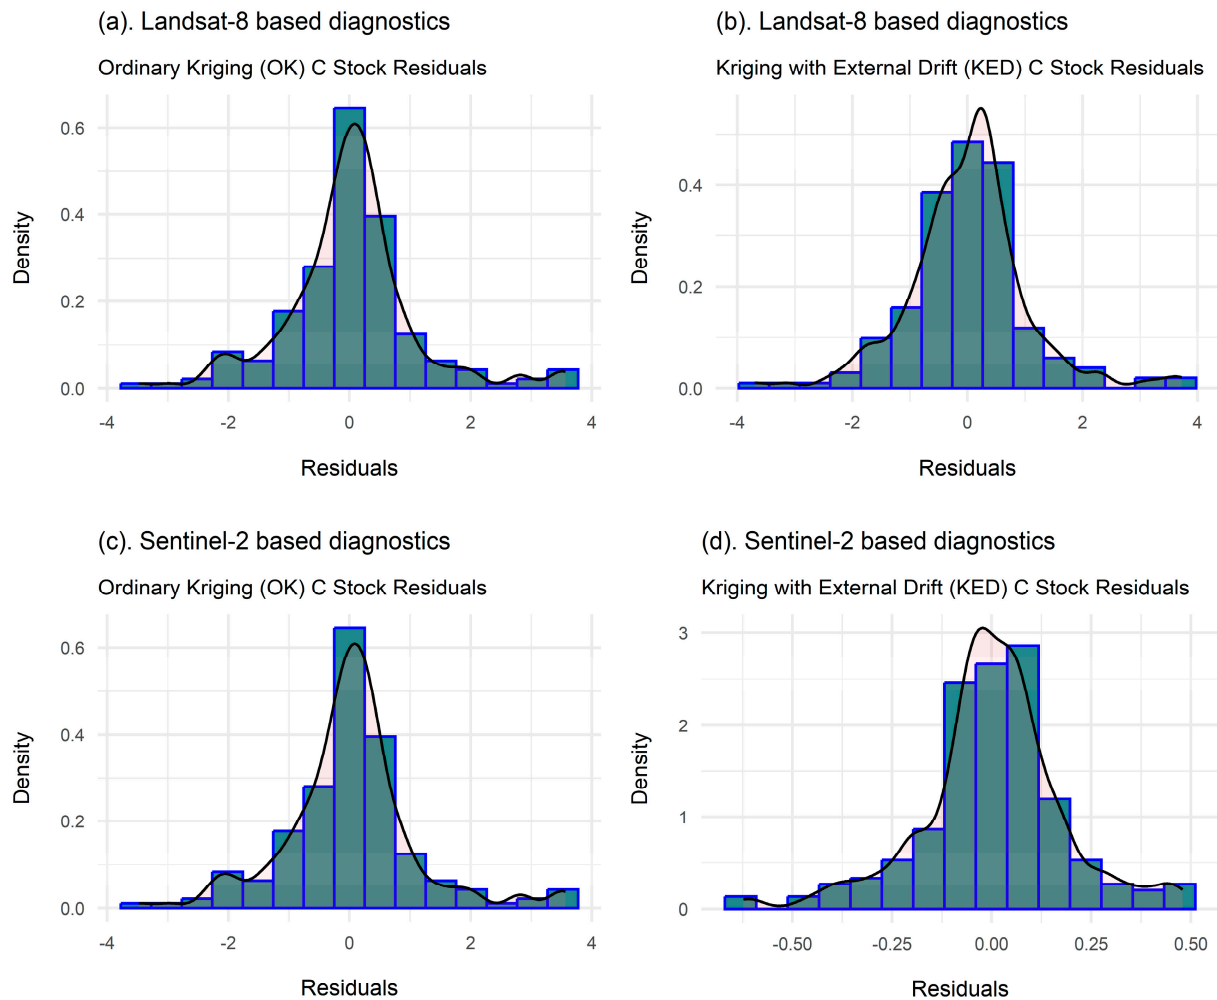 (a). Landsat-8 based diagnostics
Ordinary Kriging (OK) C Stock Residuals
0.6
0.4
0.2
0.0
Density
-4 -2 0 2 4
Residuals
(b). Landsat-8 based diagnostics
Kriging with External Drift (KED) C Stock Residuals
0.4
0.2
0.0
Density
-4 -2 0 2 4
Residuals
(c). Sentinel-2 based diagnostics
Ordinary Kriging (OK) C Stock Residuals
0.6
0.4
0.2
0.0
Density
-4 -2 0 2 4
Residuals
(d). Sentinel-2 based diagnostics
Kriging with External Drift (KED) C Stock Residuals
3
2
1
0
Density
-0.50 -0.25 0.00 0.25 0.50
Residuals